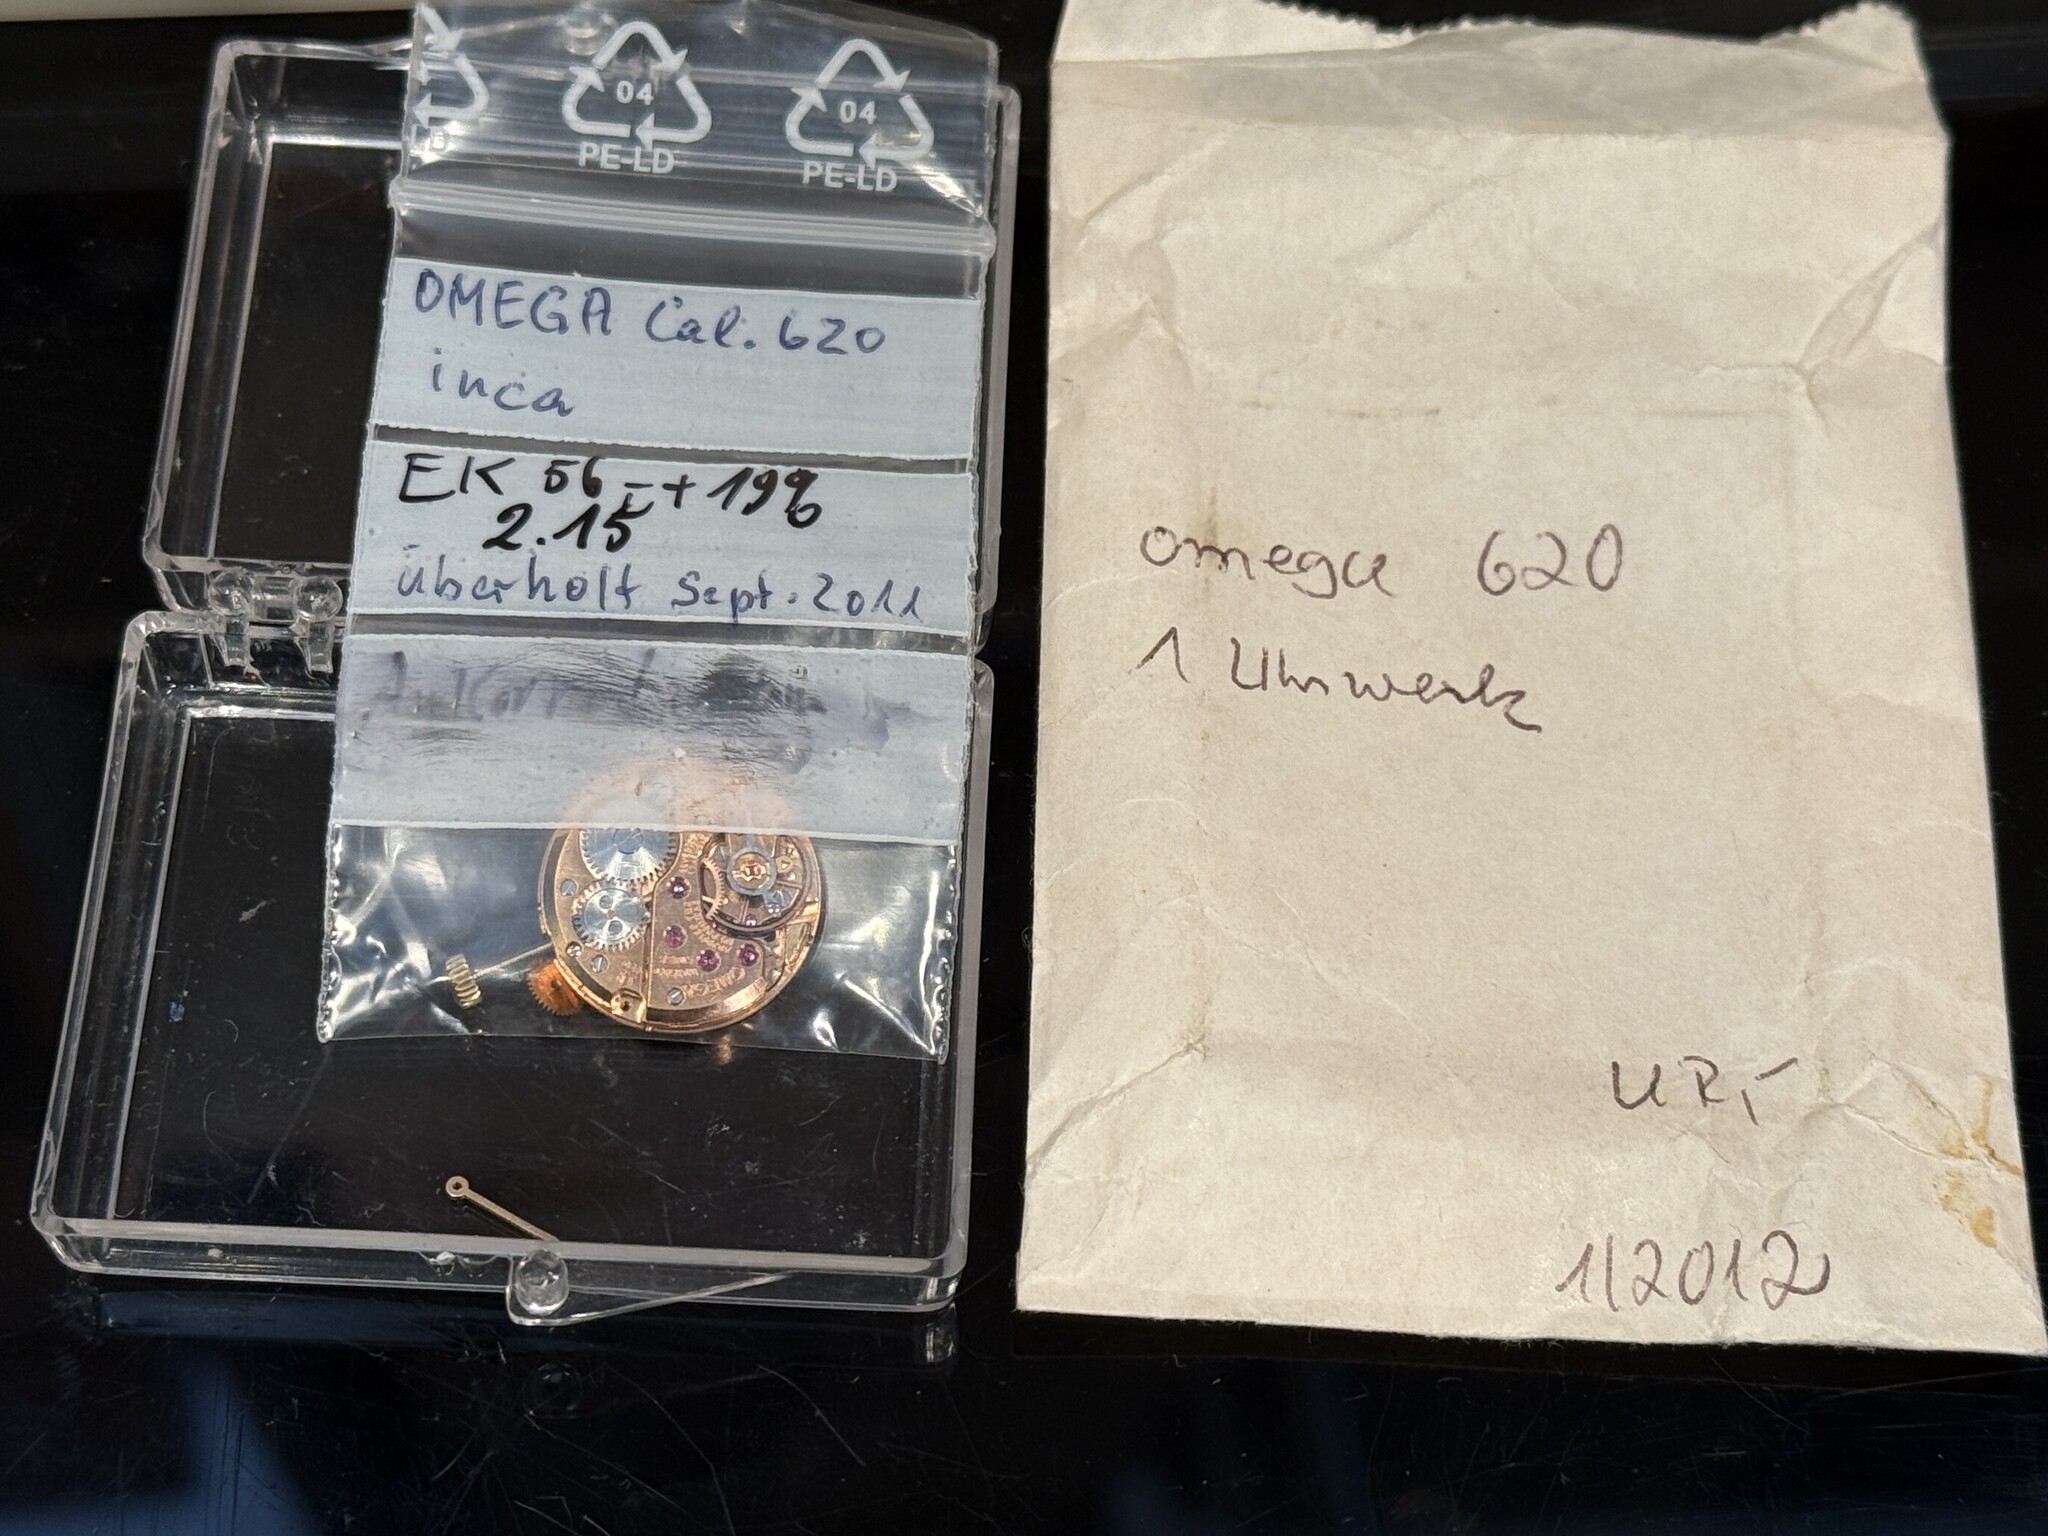 04
04
PE-LD
PE-LD
OMEGA Cal. 620
inca
EK 56,- + 19%
2.15
überholt Sept. 2011
OMEGA
omega 620
1 Uhrwerk
URI
1/2012